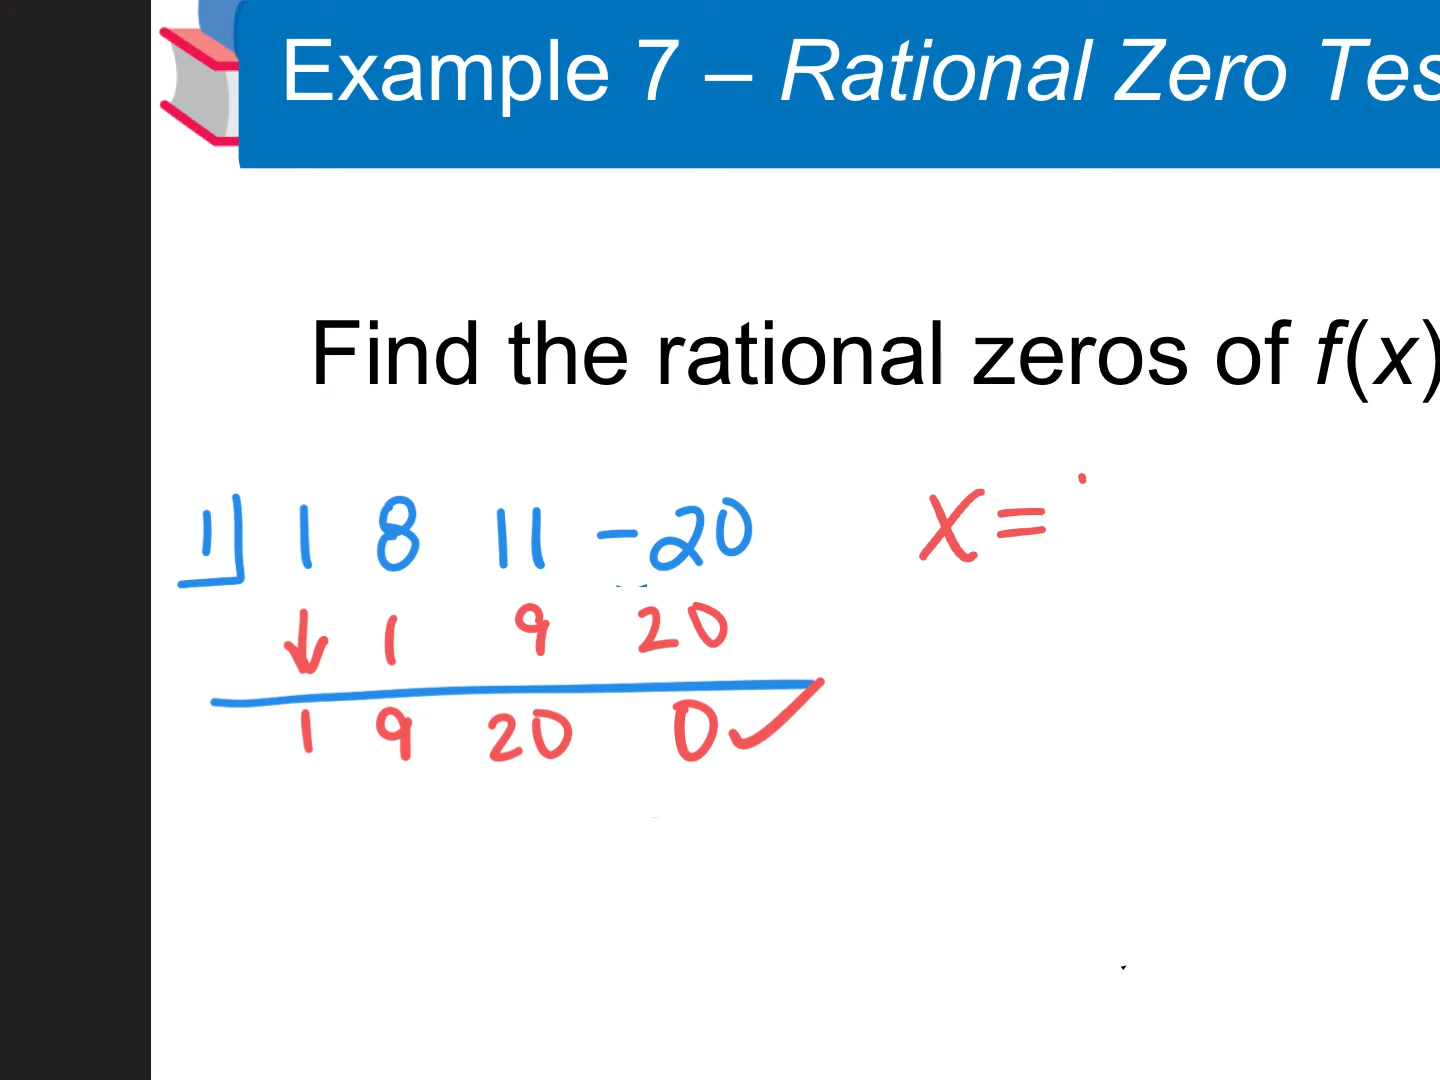 Example 7 – Rational Zero Tes
Find the rational zeros of f(x)
1 1 8 11 -20 x =
↓ 1 9 20
1 9 20 0 ✓